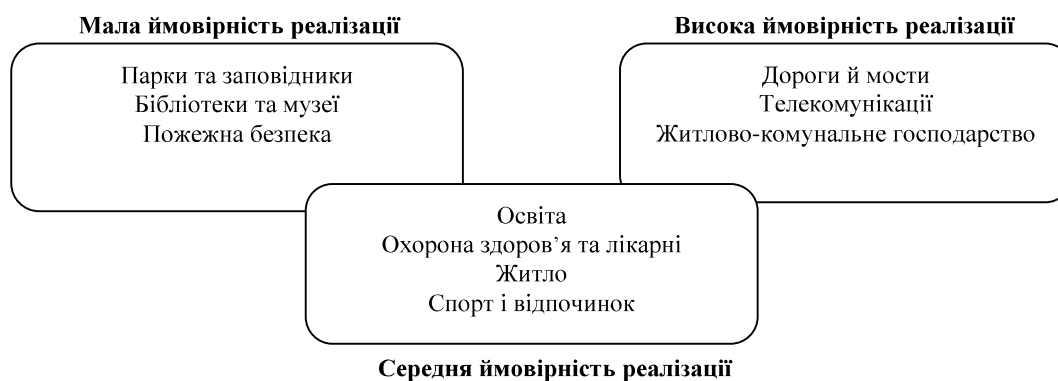 Мала ймовірність реалізації
Парки та заповідники
Бібліотеки та музеї
Пожежна безпека
Висока ймовірність реалізації
Дороги й мости
Телекомунікації
Житлово-комунальне господарство
Освіта
Охорона здоров’я та лікарні
Житло
Спорт і відпочинок
Середня ймовірність реалізації